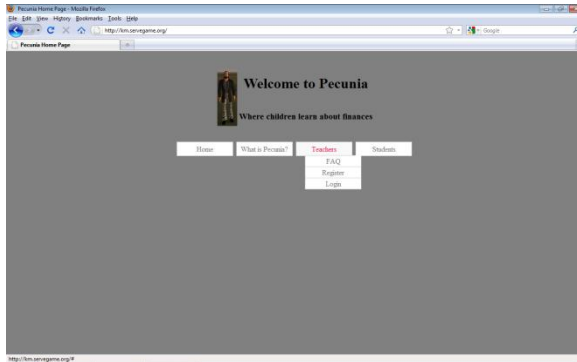 Pecunia Home Page - Mozilla Firefox
File Edit View History Bookmarks Tools Help
http://km.servegame.org/
Google
Pecunia Home Page
Welcome to Pecunia
Where children learn about finances
Home What is Pecunia? Teachers Students
FAQ
Register
Login
http://km.servegame.org/#